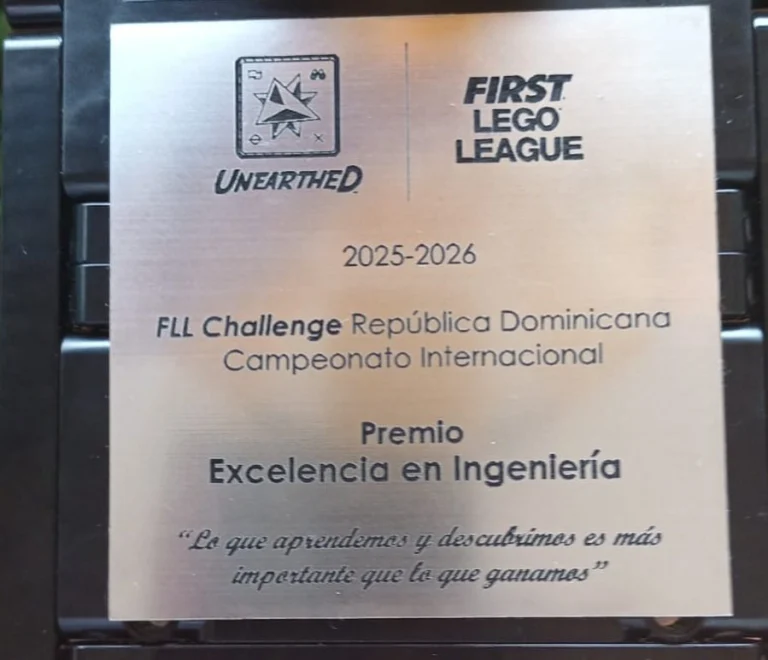 UNEARTHED
FIRST
LEGO
LEAGUE
2025-2026
FLL Challenge República Dominicana
Campeonato Internacional
Premio
Excelencia en Ingeniería
“Lo que aprendemos y descubrimos es más
importante que lo que ganamos”